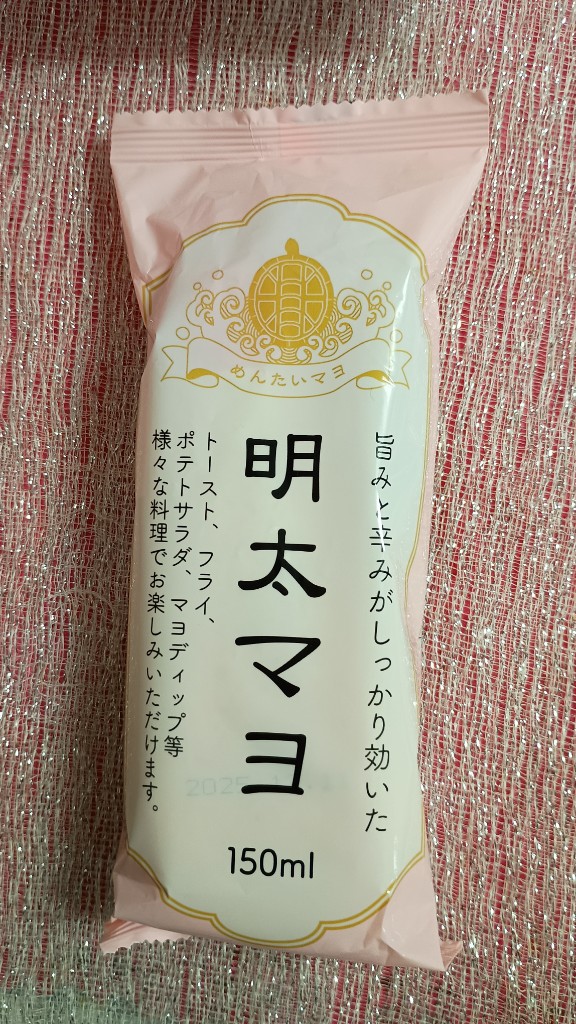 めんたいマヨ
旨みと辛みがしっかり効いた
明太マヨ
トースト、フライ、
ポテトサラダ、マヨディップ等
様々な料理でお楽しみいただけます。
150ml